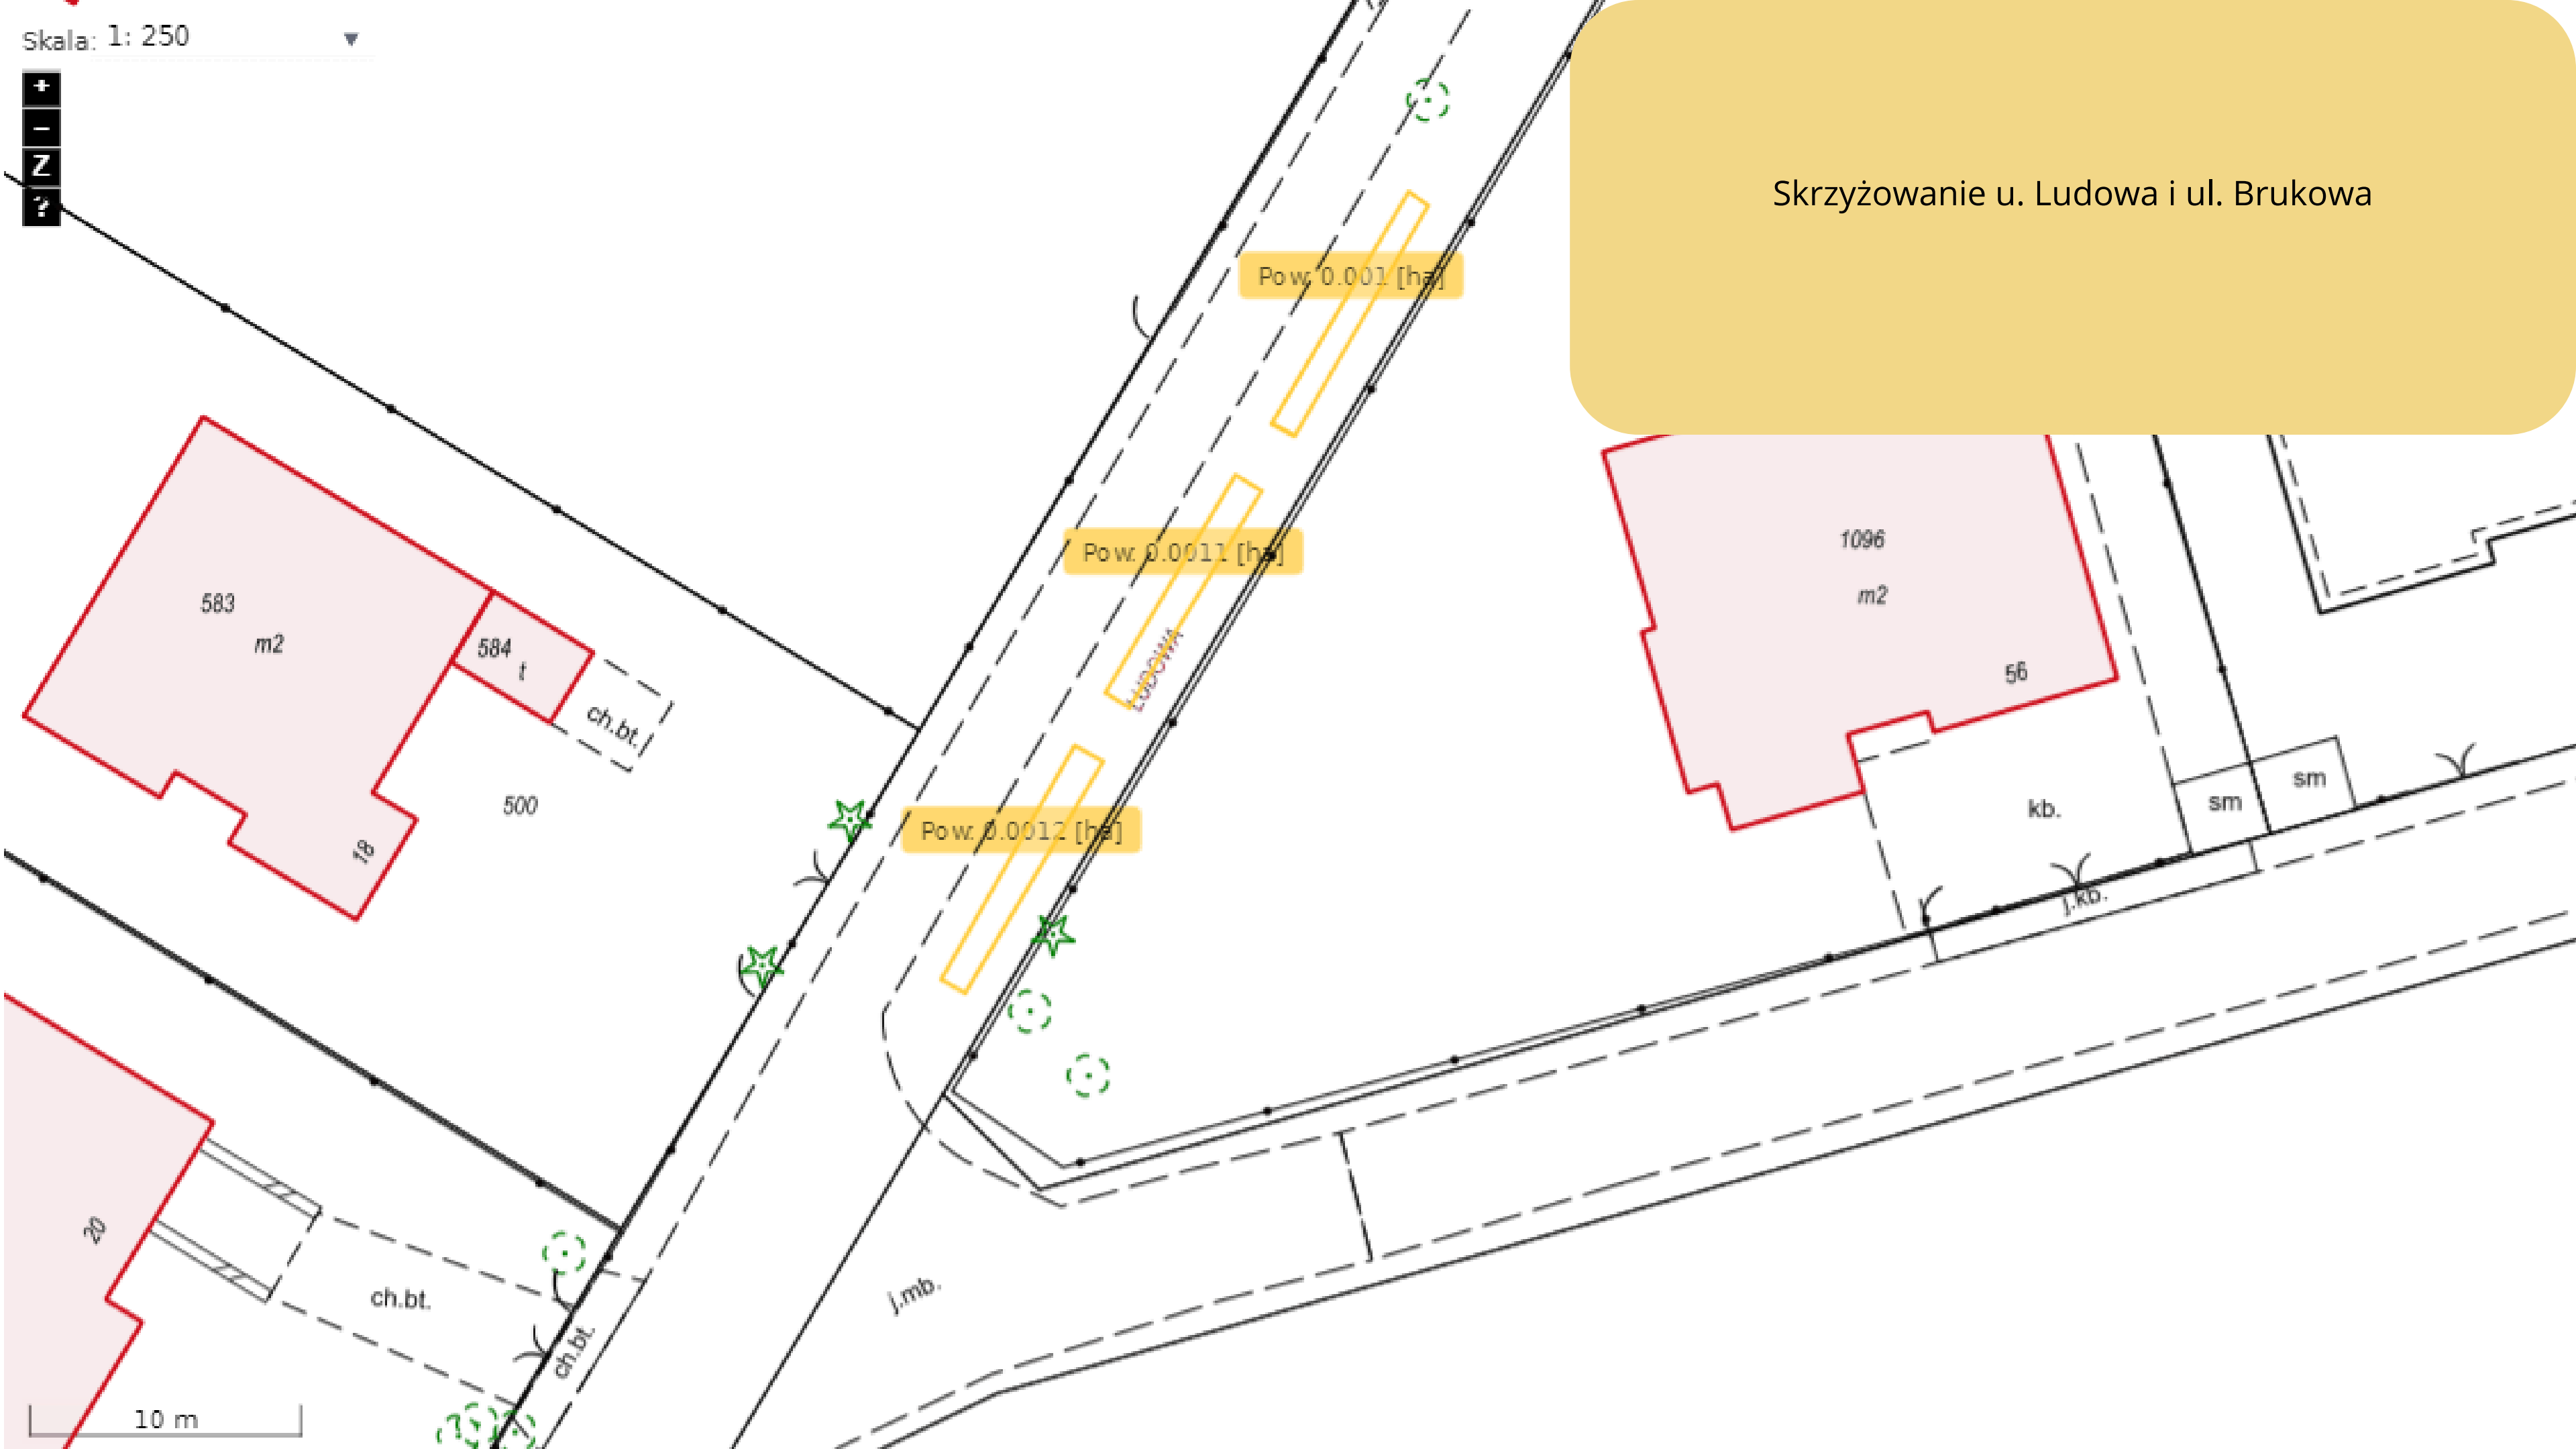 Skala: 1: 250
+
–
Z
?
Skrzyżowanie u. Ludowa i ul. Brukowa
Pow: 0.001 [ha]
Pow: 0.0011 [ha]
LUDOWA
Pow: 0.0012 [ha]
583
m2
584
t
ch.bt.
500
18
1096
m2
56
kb.
sm
sm
j.kb.
20
ch.bt.
ch.bt.
j.mb.
10 m